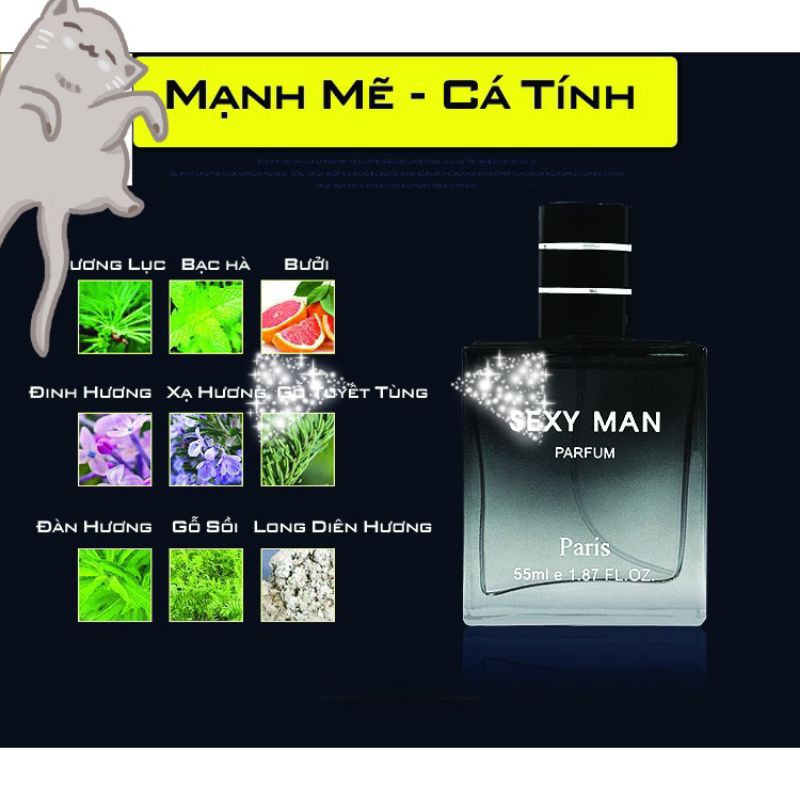 Mạnh Mẽ - Cá Tính
ương Lục Bạc hà Bưởi
Đinh Hương Xạ Hương Gỗ Tuyết Tùng
Đàn Hương Gỗ Sồi Long Diên Hương
SEXY MAN
PARFUM
Paris
55ml e 1.87 FL.OZ.